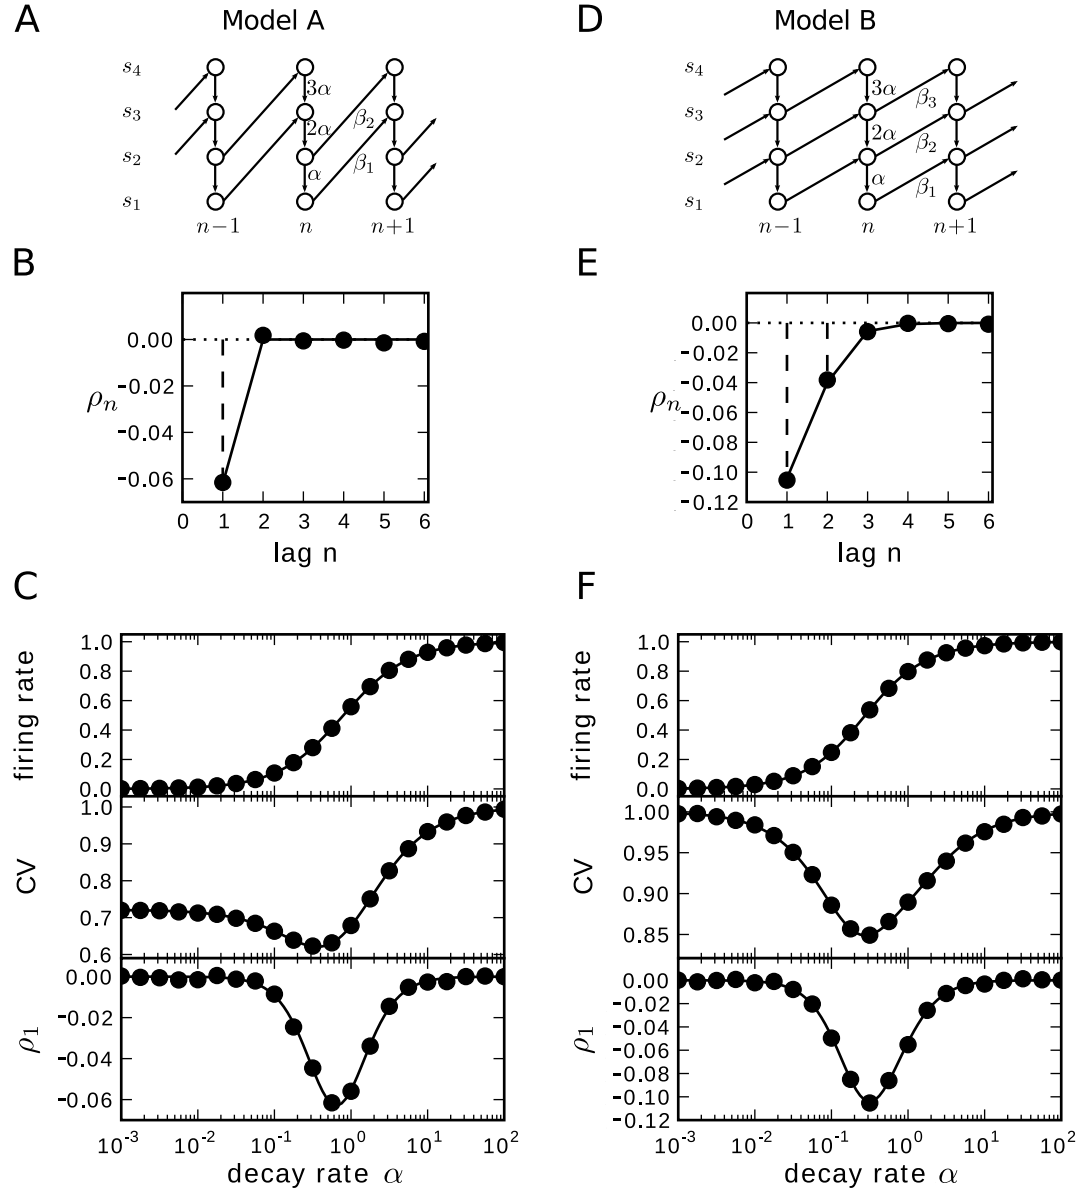 A Model A
s₄
s₃
s₂
s₁
3α
2α
α
β₂
β₁
n−1 n n+1
B
0.00
−0.02
−0.04
−0.06
ρₙ
0 1 2 3 4 5 6
lag n
C
firing rate
1.0
0.8
0.6
0.4
0.2
0.0
CV
1.0
0.9
0.8
0.7
0.6
ρ₁
0.00
−0.02
−0.04
−0.06
10⁻³ 10⁻² 10⁻¹ 10⁰ 10¹ 10²
decay rate α
D Model B
s₄
s₃
s₂
s₁
3α
2α
α
β₃
β₂
β₁
n−1 n n+1
E
0.00
−0.02
−0.04
−0.06
−0.08
−0.10
−0.12
ρₙ
0 1 2 3 4 5 6
lag n
F
firing rate
1.0
0.8
0.6
0.4
0.2
0.0
CV
1.00
0.95
0.90
0.85
ρ₁
0.00
−0.02
−0.04
−0.06
−0.08
−0.10
−0.12
10⁻³ 10⁻² 10⁻¹ 10⁰ 10¹ 10²
decay rate α